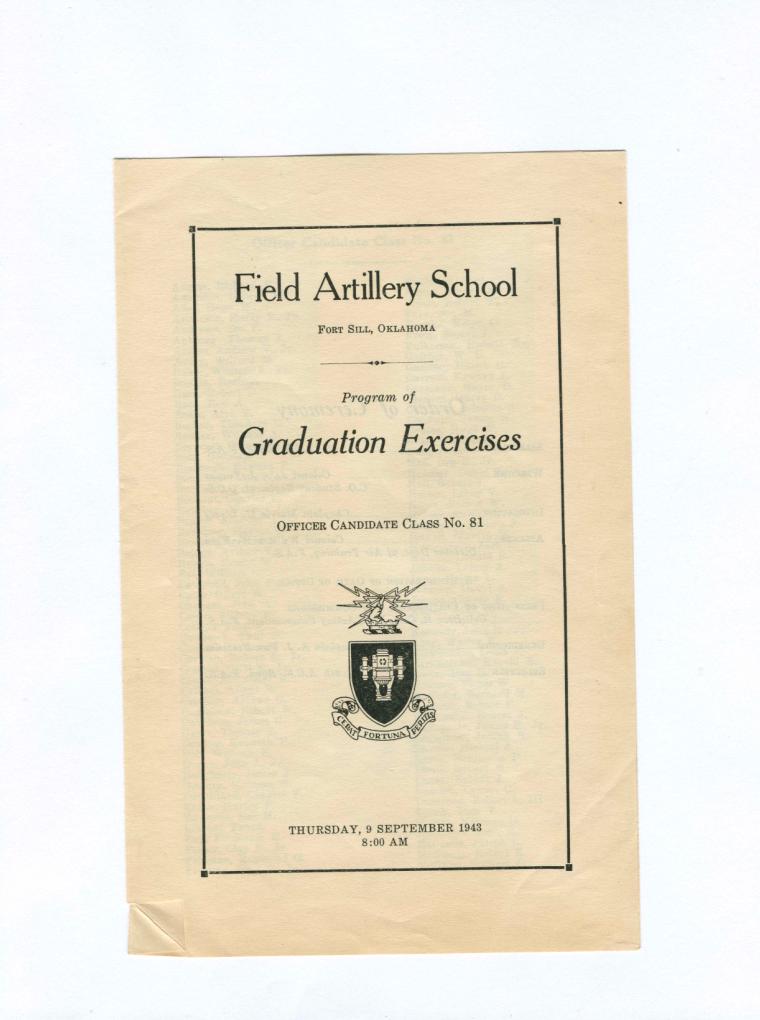 Field Artillery School
FORT SILL, OKLAHOMA
Program of
Graduation Exercises
OFFICER CANDIDATE CLASS NO. 81
CEDAT FORTUNA PERITIS
THURSDAY, 9 SEPTEMBER 1943
8:00 AM